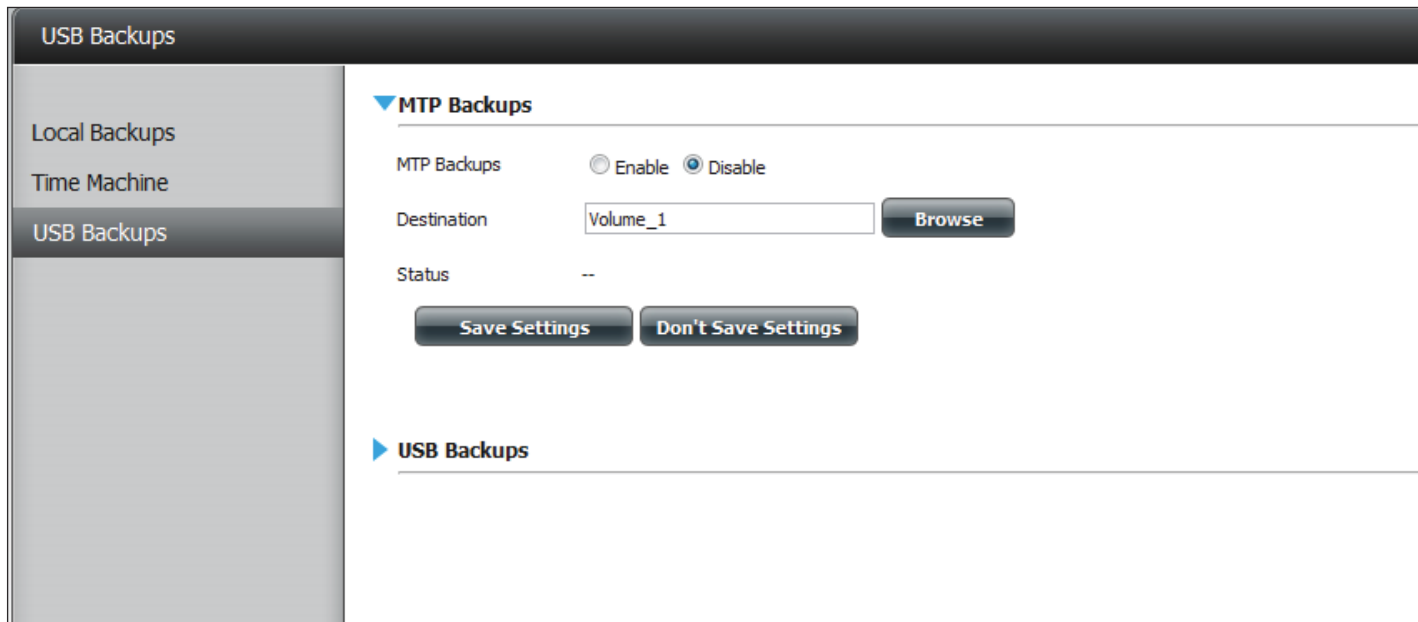 USB Backups
Local Backups
Time Machine
USB Backups
MTP Backups
MTP Backups Enable Disable
Destination Volume_1 Browse
Status --
Save Settings Don't Save Settings
USB Backups